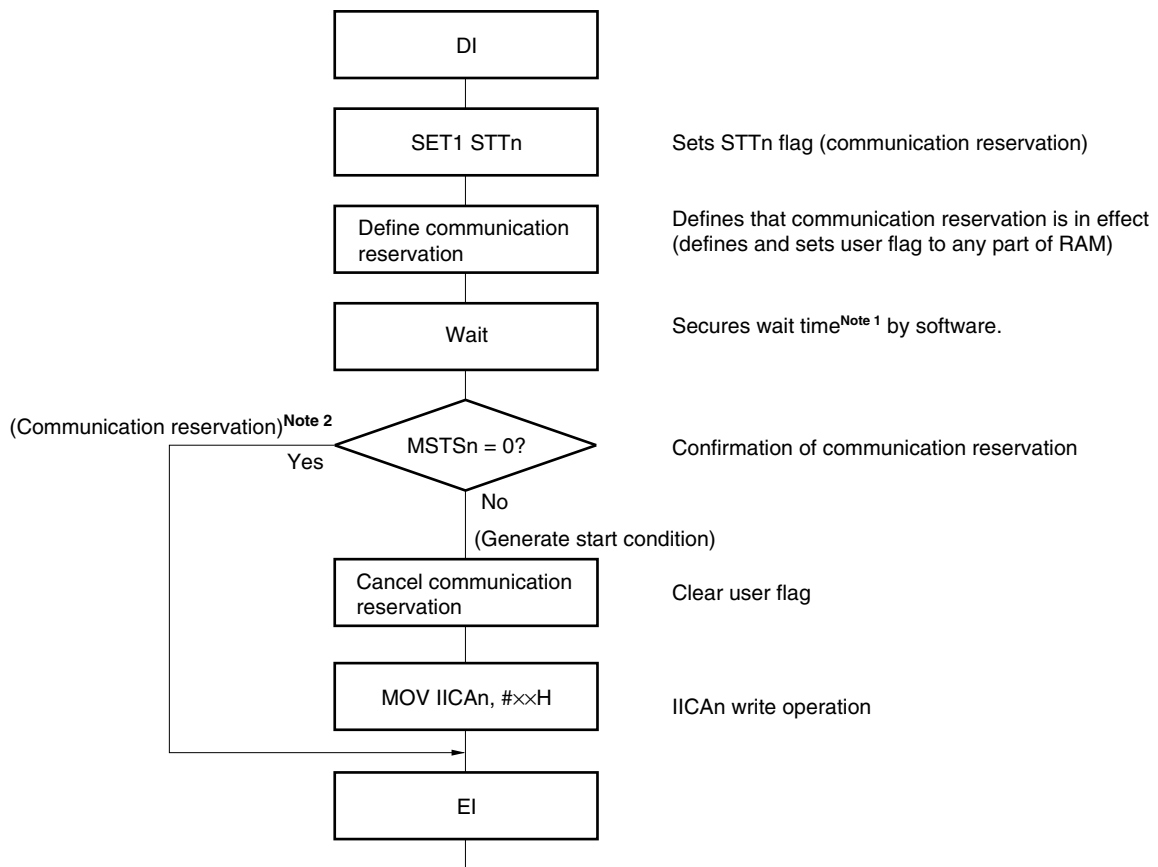 DI
SET1 STTn
Sets STTn flag (communication reservation)
Define communication
reservation
Defines that communication reservation is in effect
(defines and sets user flag to any part of RAM)
Wait
Secures wait timeNote 1 by software.
(Communication reservation)Note 2
Yes
MSTSn = 0?
Confirmation of communication reservation
No
(Generate start condition)
Cancel communication
reservation
Clear user flag
MOV IICAn, #××H
IICAn write operation
EI